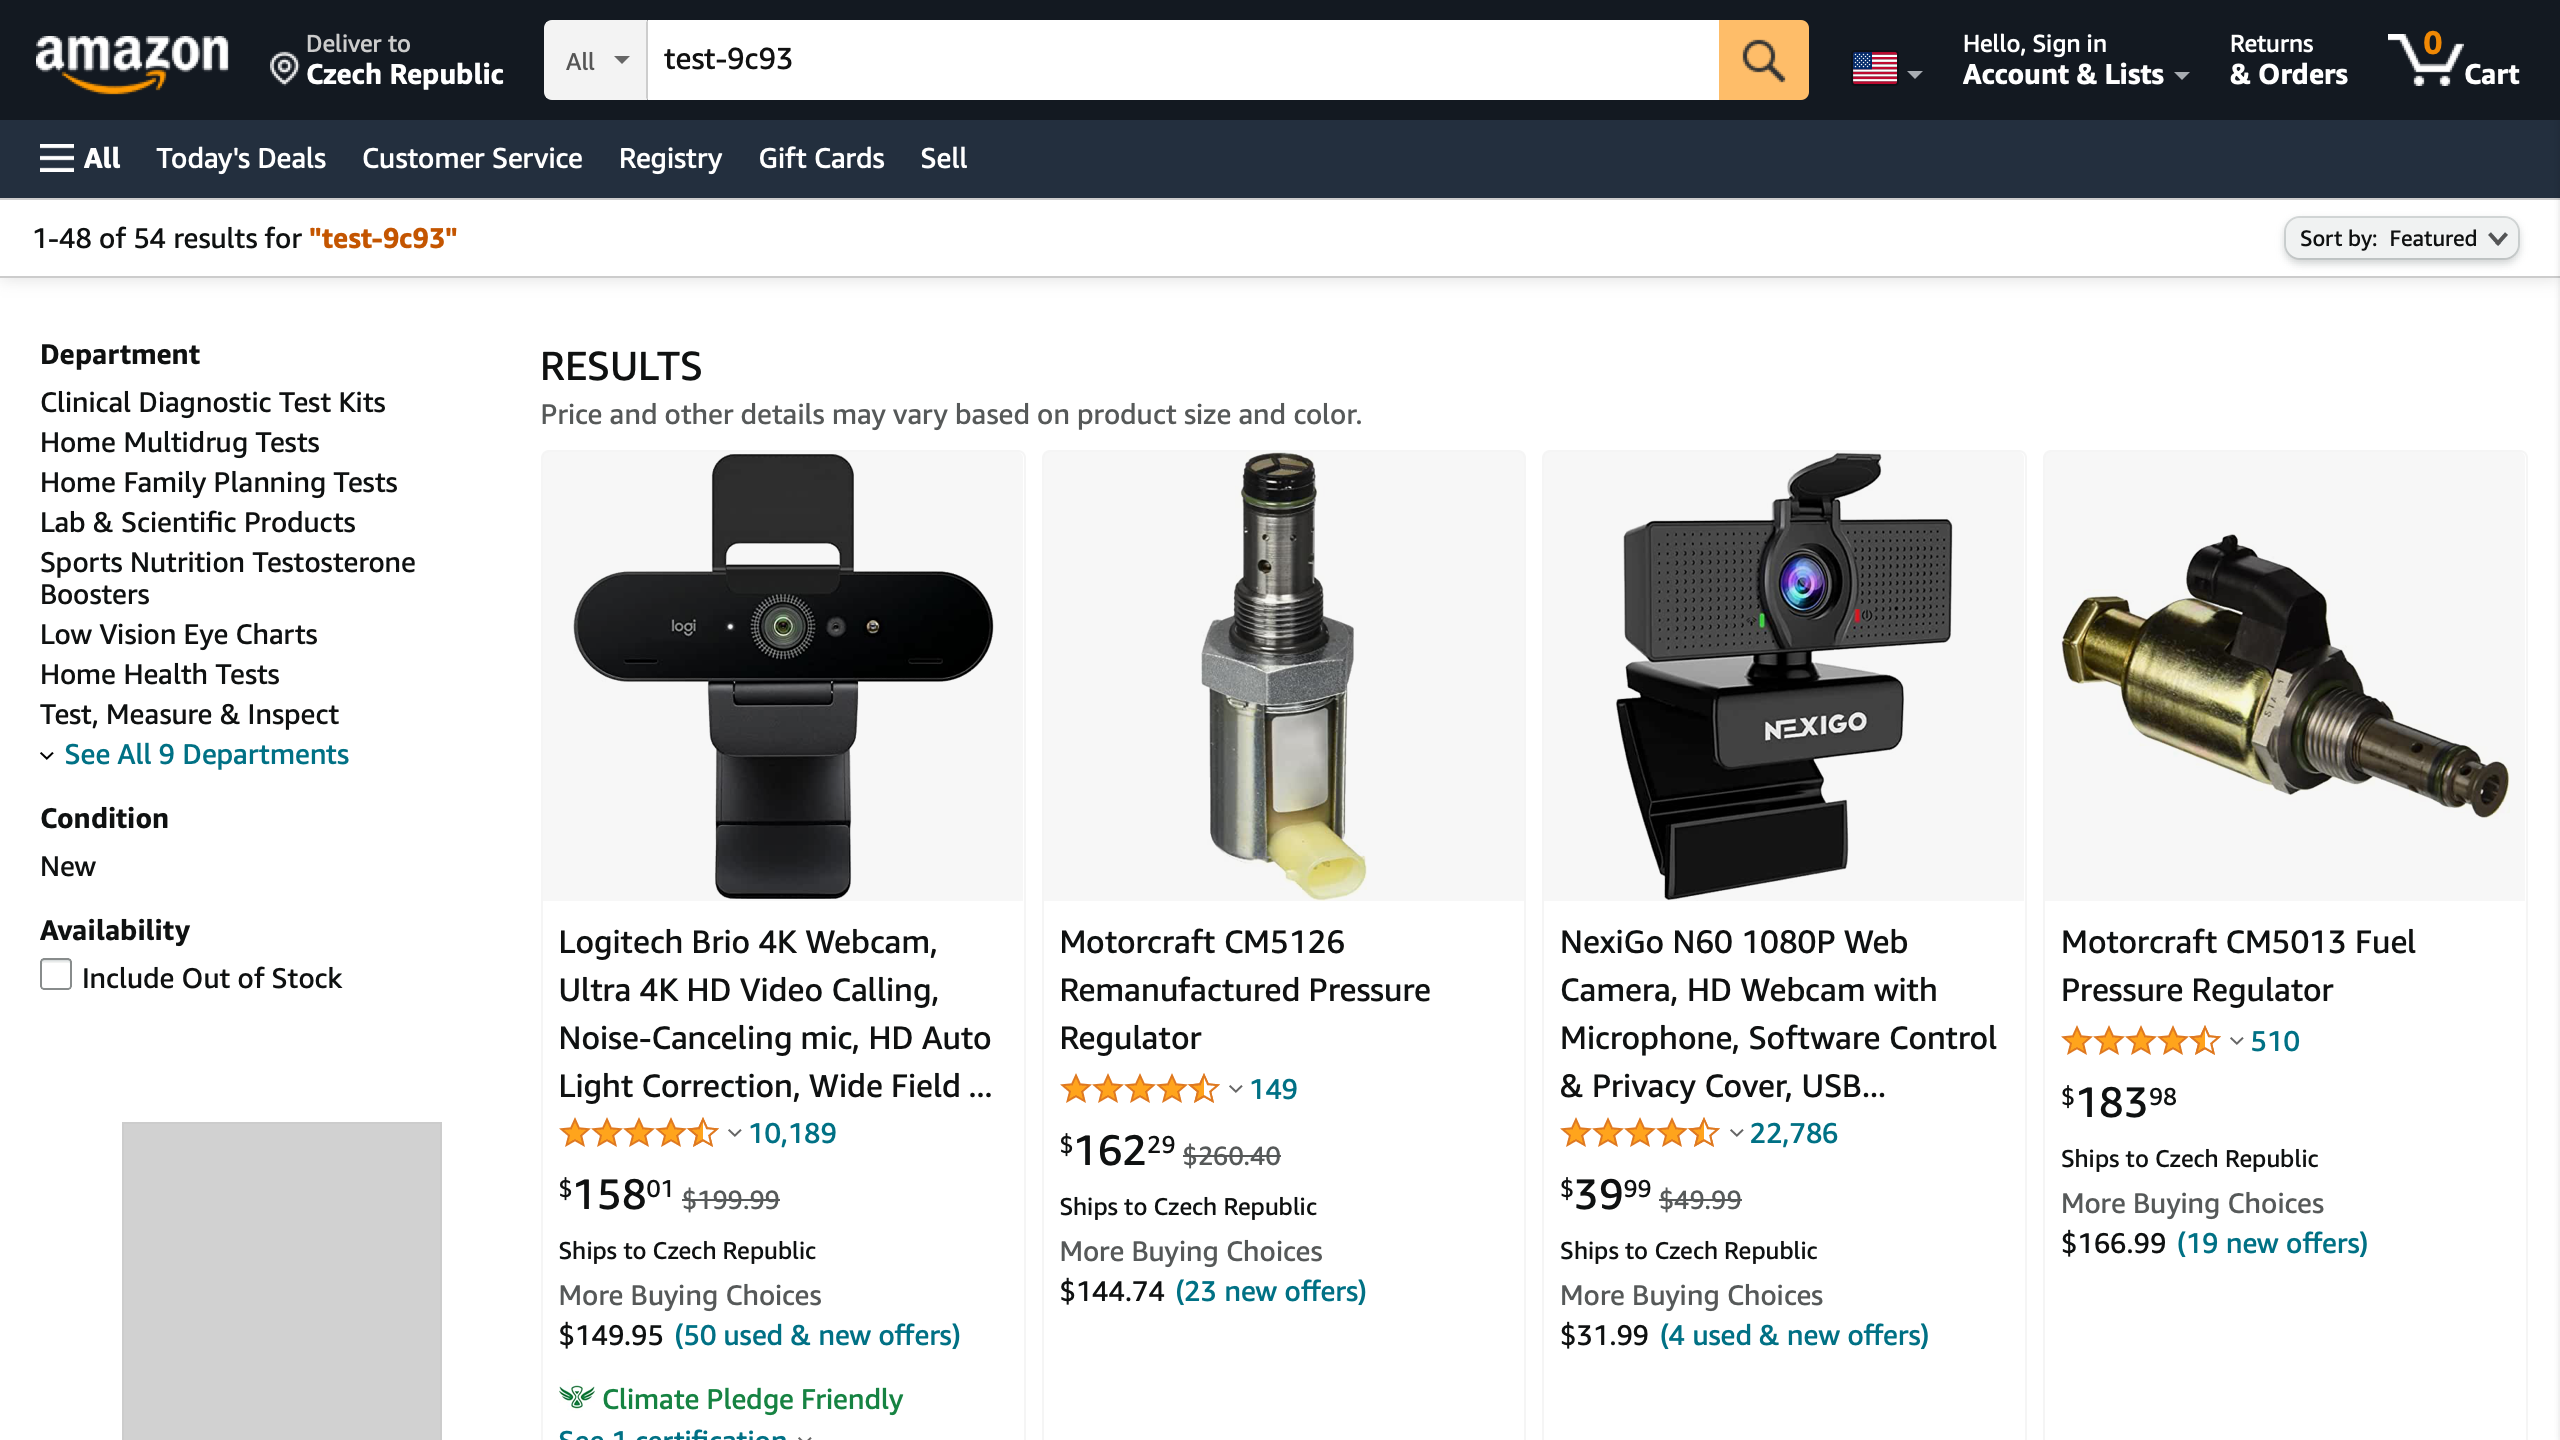 amazon
Deliver to
Czech Republic
All
test-9c93
Hello, Sign in
Account & Lists
Returns
& Orders
0
Cart
All
Today's Deals
Customer Service
Registry
Gift Cards
Sell
1-48 of 54 results for "test-9c93"
Sort by: Featured
Department
Clinical Diagnostic Test Kits
Home Multidrug Tests
Home Family Planning Tests
Lab & Scientific Products
Sports Nutrition Testosterone
Boosters
Low Vision Eye Charts
Home Health Tests
Test, Measure & Inspect
See All 9 Departments
Condition
New
Availability
Include Out of Stock
RESULTS
Price and other details may vary based on product size and color.
logi
Logitech Brio 4K Webcam,
Ultra 4K HD Video Calling,
Noise-Canceling mic, HD Auto
Light Correction, Wide Field ...
10,189
$15801 $199.99
Ships to Czech Republic
More Buying Choices
$149.95 (50 used & new offers)
Climate Pledge Friendly
See 1 certification
Motorcraft CM5126
Remanufactured Pressure
Regulator
149
$16229 $260.40
Ships to Czech Republic
More Buying Choices
$144.74 (23 new offers)
NEXIGO
NexiGo N60 1080P Web
Camera, HD Webcam with
Microphone, Software Control
& Privacy Cover, USB...
22,786
$3999 $49.99
Ships to Czech Republic
More Buying Choices
$31.99 (4 used & new offers)
Motorcraft CM5013 Fuel
Pressure Regulator
510
$18398
Ships to Czech Republic
More Buying Choices
$166.99 (19 new offers)